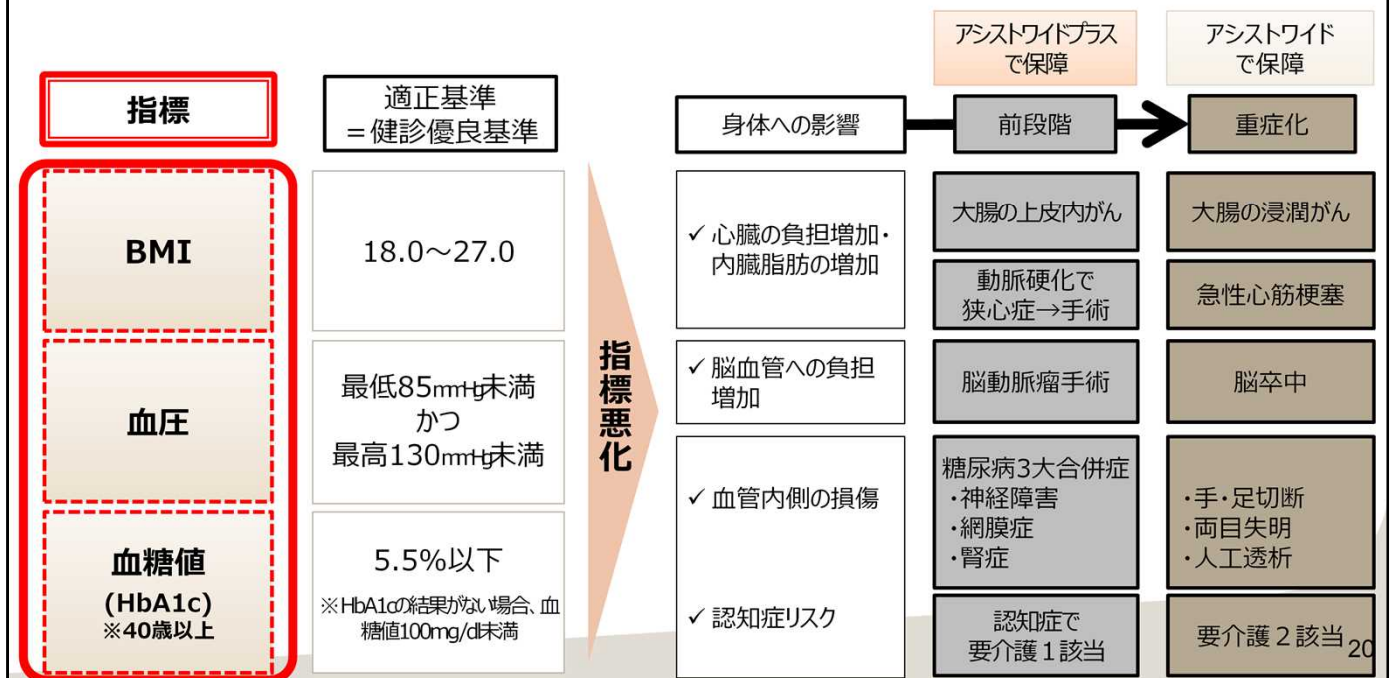 アシストワイドプラス
で保障
アシストワイド
で保障
指標
適正基準
＝健診優良基準
身体への影響
前段階
重症化
BMI
18.0～27.0
血圧
最低85mmHg未満
かつ
最高130mmHg未満
血糖値
(HbA1c)
※40歳以上
5.5%以下
※HbA1cの結果がない場合、血
糖値100mg/dl未満
指標悪化
✓ 心臓の負担増加・
内臓脂肪の増加
大腸の上皮内がん
大腸の浸潤がん
動脈硬化で
狭心症→手術
急性心筋梗塞
✓ 脳血管への負担
増加
脳動脈瘤手術
脳卒中
✓ 血管内側の損傷
糖尿病3大合併症
・神経障害
・網膜症
・腎症
・手・足切断
・両目失明
・人工透析
✓ 認知症リスク
認知症で
要介護１該当
要介護２該当
20